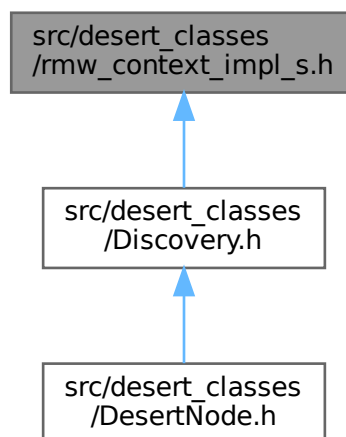 src/desert_classes
/rmw_context_impl_s.h
src/desert_classes
/Discovery.h
src/desert_classes
/DesertNode.h